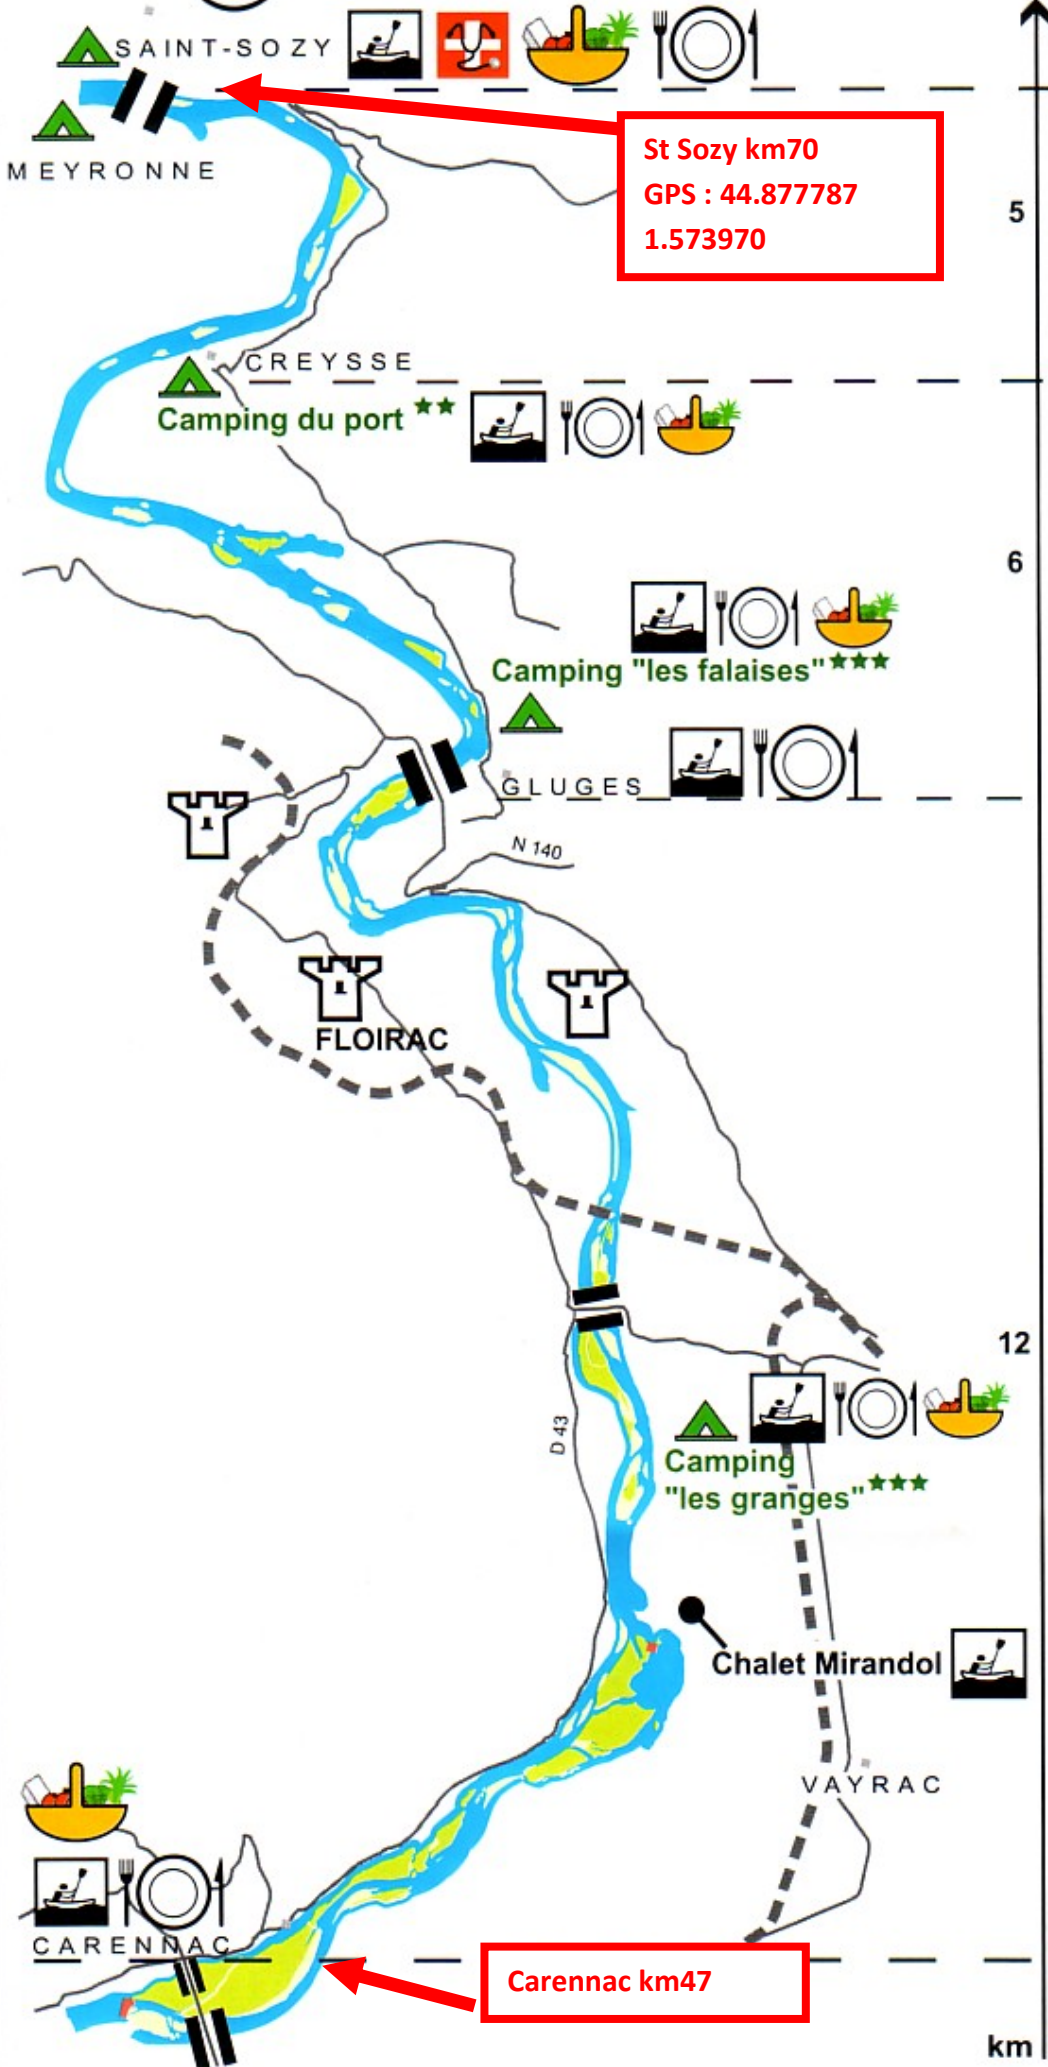 SAINT-SOZY
MEYRONNE
St Sozy km70
GPS : 44.877787
1.573970
5
CREYSSE
Camping du port
6
Camping "les falaises"
GLUGES
N 140
FLOIRAC
12
D 43
Camping
"les granges"
Chalet Mirandol
VAYRAC
CARENNAC
Carennac km47
km